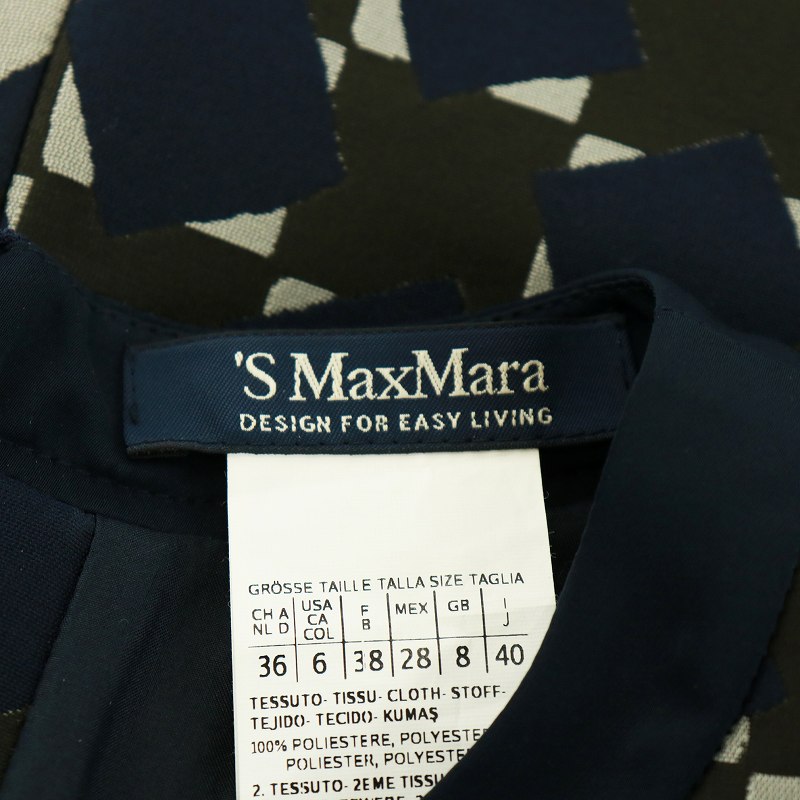 'S MaxMara
DESIGN FOR EASY LIVING
GRÖSSE TAILLE TALLA SIZE TAGLIA
CH A USA F MEX GB I
NL D CA B J
COL
36 6 38 28 8 40
TESSUTO- TISSU- CLOTH- STOFF-
TEJIDO- TECIDO- KUMAŞ
100% POLIESTERE, POLYESTER
POLIESTER, POLYESTER
2. TESSUTO- 2EME TISSU